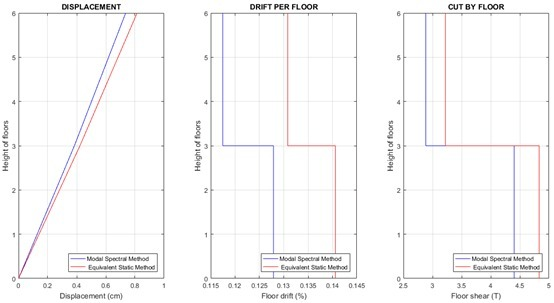 DISPLACEMENT
6
5
4
3
2
1
0
Height of floors
0
0.2
0.4
0.6
0.8
1
Displacement (cm)
Modal Spectral Method
Equivalent Static Method
DRIFT PER FLOOR
6
5
4
3
2
1
0
Height of floors
0.115
0.12
0.125
0.13
0.135
0.14
0.145
Floor drift (%)
Modal Spectral Method
Equivalent Static Method
CUT BY FLOOR
6
5
4
3
2
1
0
Height of floors
2.5
3
3.5
4
4.5
Floor shear (T)
Modal Spectral Method
Equivalent Static Method